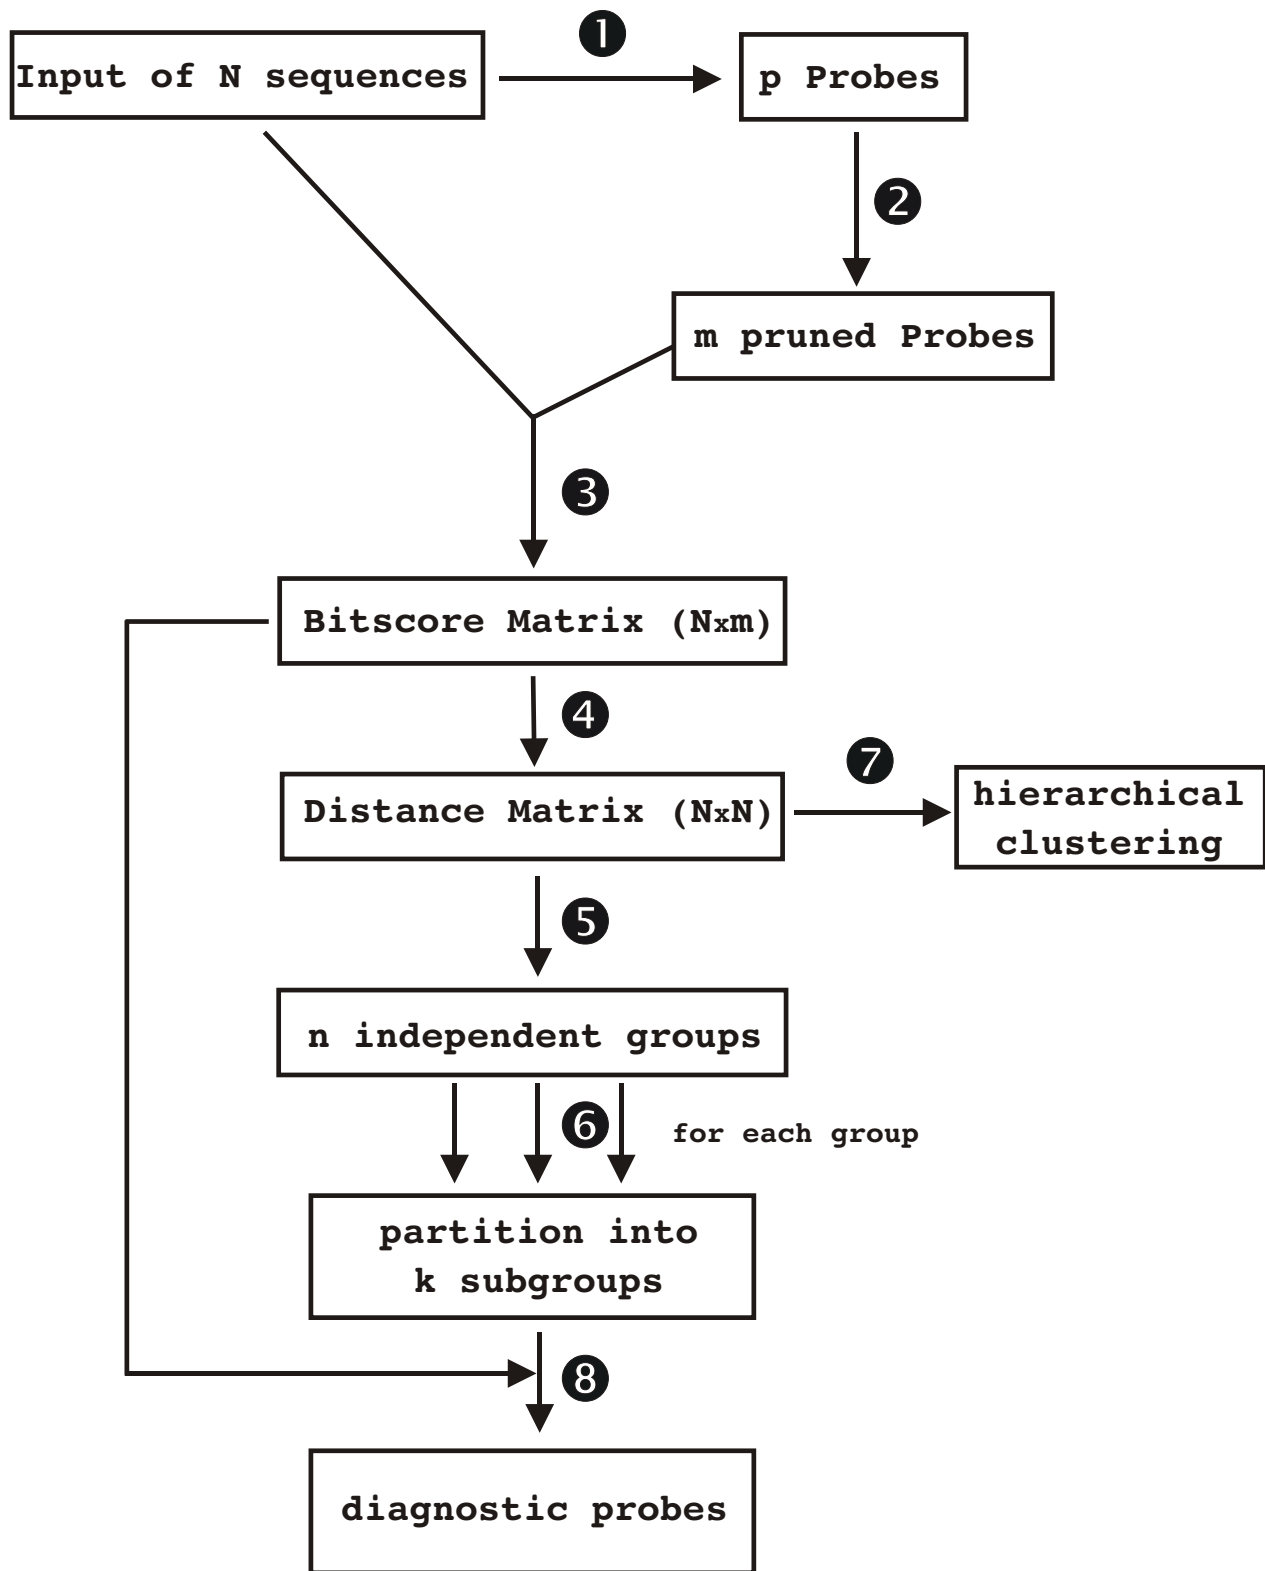 Input of N sequences
❶
p Probes
❷
m pruned Probes
❸
Bitscore Matrix (Nxm)
❹
Distance Matrix (NxN)
❼
hierarchical
clustering
❺
n independent groups
❻
for each group
partition into
k subgroups
❽
diagnostic probes